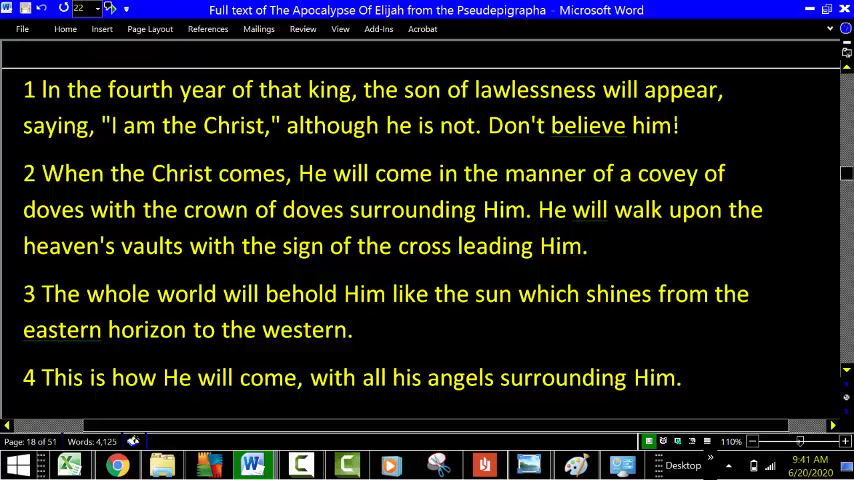 Full text of The Apocalypse Of Elijah from the Pseudepigrapha - Microsoft Word
22
File Home Insert Page Layout References Mailings Review View Add-Ins Acrobat
1 In the fourth year of that king, the son of lawlessness will appear,
saying, "I am the Christ," although he is not. Don't believe him!
2 When the Christ comes, He will come in the manner of a covey of
doves with the crown of doves surrounding Him. He will walk upon the
heaven's vaults with the sign of the cross leading Him.
3 The whole world will behold Him like the sun which shines from the
eastern horizon to the western.
4 This is how He will come, with all his angels surrounding Him.
Page: 18 of 51 Words: 4,125 110%
Desktop 9:41 AM
6/20/2020